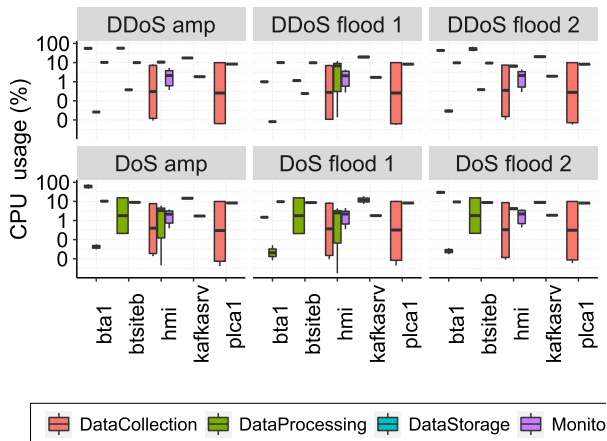 DDoS amp DDoS flood 1 DDoS flood 2
100
10
1
0
0
DoS amp DoS flood 1 DoS flood 2
100
10
1
0
0
CPU usage (%)
bta1 btsiteb hmi kafkasrv plca1 bta1 btsiteb hmi kafkasrv plca1 bta1 btsiteb hmi kafkasrv plca1
DataCollection DataProcessing DataStorage Monito